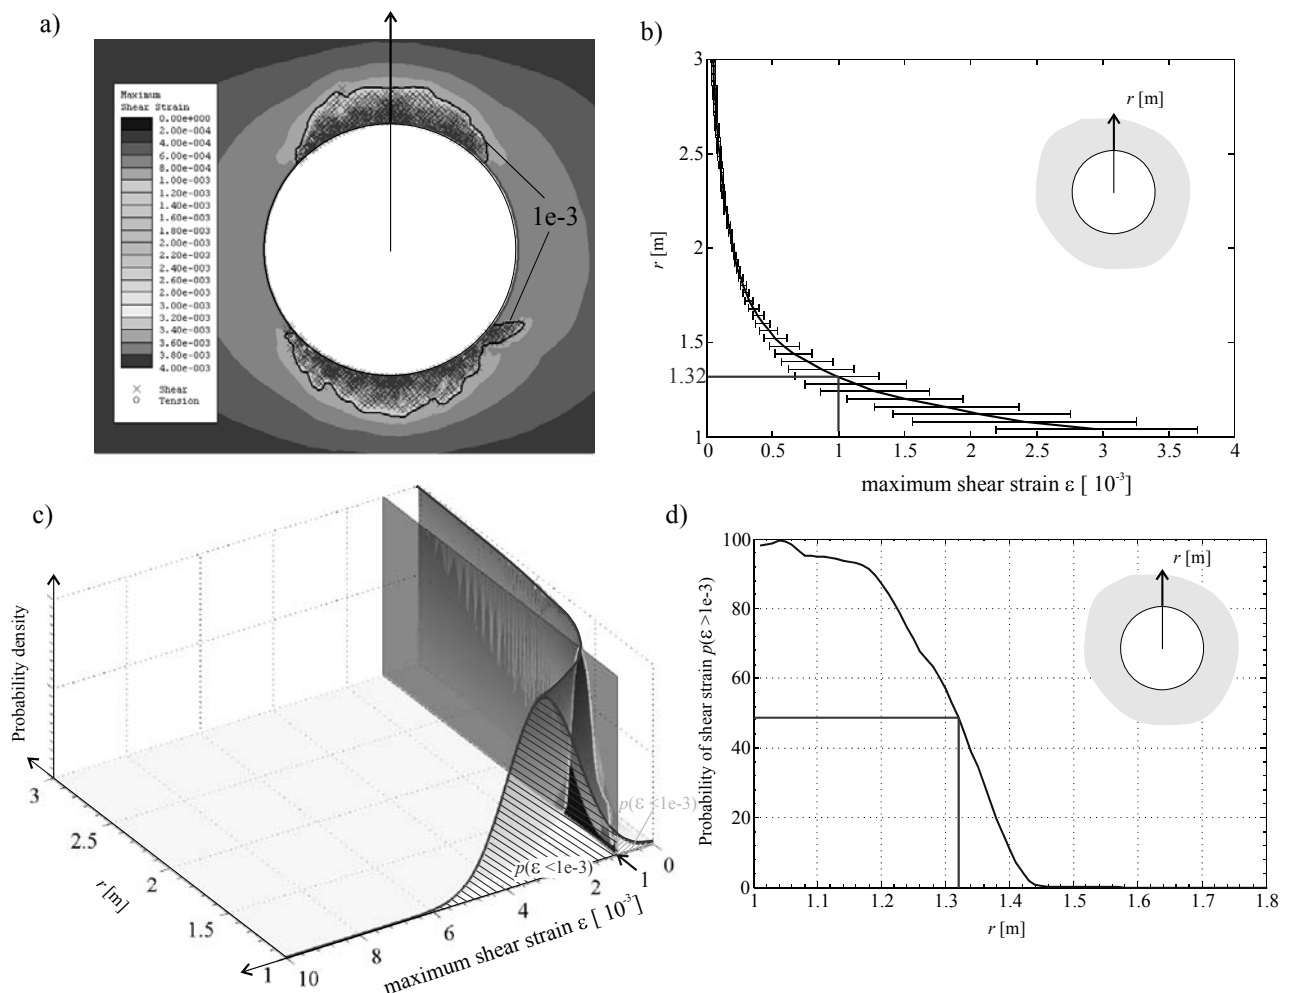 a)
Maximum
Shear Strain
0.00e+000
2.00e-004
4.00e-004
6.00e-004
8.00e-004
1.00e-003
1.20e-003
1.40e-003
1.60e-003
1.80e-003
2.00e-003
2.20e-003
2.40e-003
2.60e-003
2.80e-003
3.00e-003
3.20e-003
3.40e-003
3.60e-003
3.80e-003
4.00e-003
Shear
Tension
1e-3
b)
3
2.5
2
1.5
1.32
1
r [m]
r [m]
0 0.5 1 1.5 2 2.5 3 3.5 4
maximum shear strain ε [ 10⁻³]
c)
Probability density
3
2.5
2
1.5
1
r [m]
10
8
6
4
2
1
0
p(ε <1e-3)
p(ε <1e-3)
maximum shear strain ε [ 10⁻³]
d)
Probability of shear strain p(ε >1e-3)
100
80
60
40
20
0
r [m]
1 1.1 1.2 1.3 1.4 1.5 1.6 1.7 1.8
r [m]